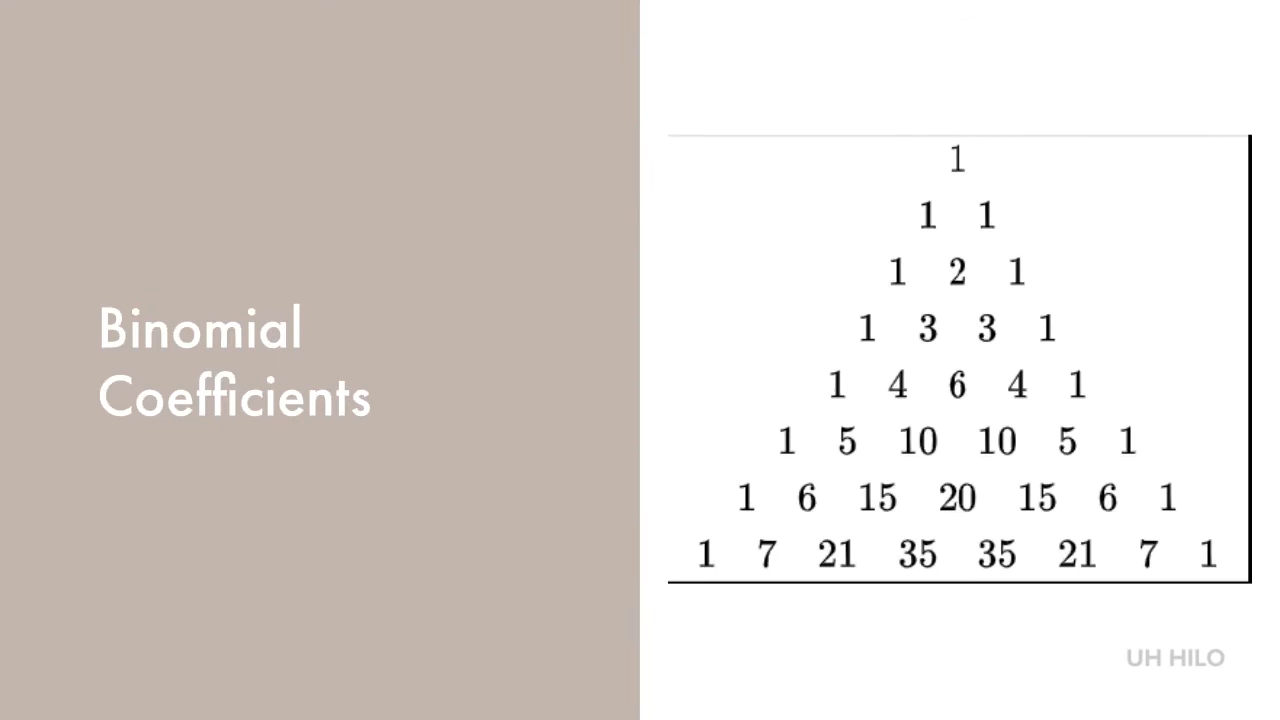 Binomial
Coefficients
1
1 1
1 2 1
1 3 3 1
1 4 6 4 1
1 5 10 10 5 1
1 6 15 20 15 6 1
1 7 21 35 35 21 7 1
UH HILO